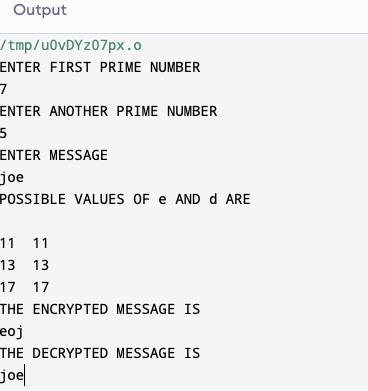 Output
/tmp/uOvDYz07px.o
ENTER FIRST PRIME NUMBER
7
ENTER ANOTHER PRIME NUMBER
5
ENTER MESSAGE
joe
POSSIBLE VALUES OF e AND d ARE
11 11
13 13
17 17
THE ENCRYPTED MESSAGE IS
eoj
THE DECRYPTED MESSAGE IS
joe